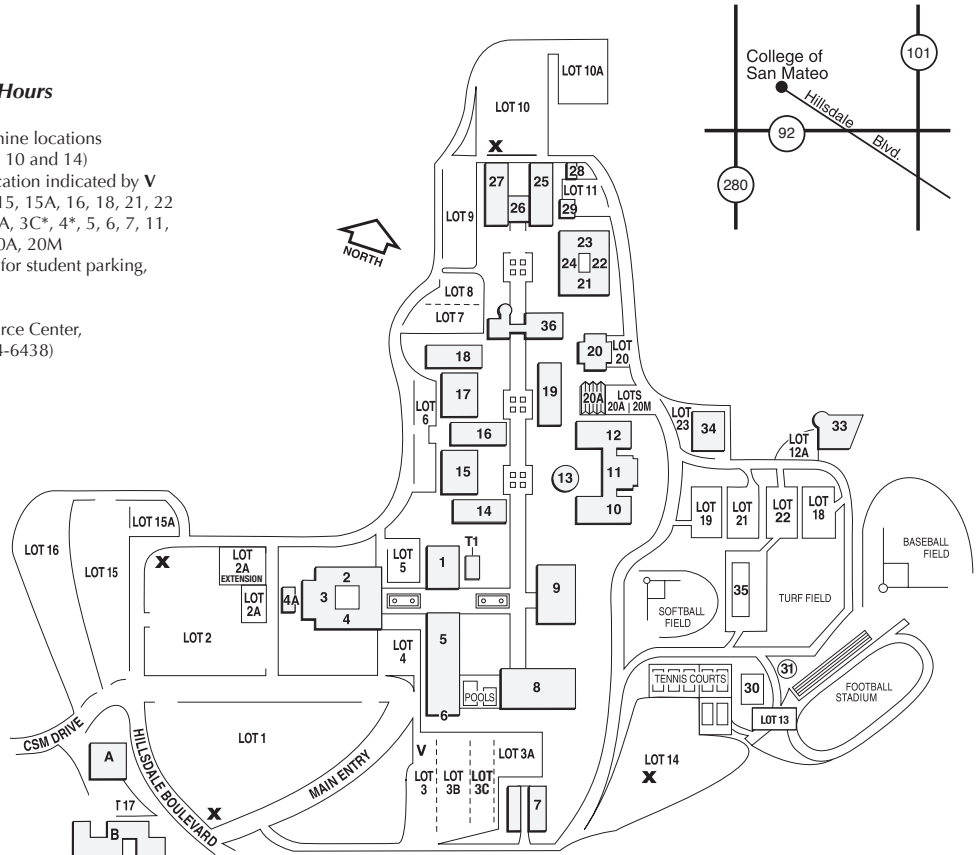 Hours
nine locations
10 and 14)
cation indicated by V
15, 15A, 16, 18, 21, 22
A, 3C*, 4*, 5, 6, 7, 11,
0A, 20M
for student parking,
rce Center,
4-6438)
College of
San Mateo
101
Hillsdale
Blvd.
92
280
LOT 10A
LOT 10
X
27
26
25
28
LOT 11
29
LOT 9
NORTH
23
24
22
21
LOT 8
LOT 7
36
18
20
LOT
20
17
19
20A
LOTS
20A
20M
LOT
6
LOT
23
34
33
LOT
12A
16
12
15
13
11
14
10
LOT
19
LOT
21
LOT
22
LOT
18
BASEBALL
FIELD
LOT 16
LOT 15A
LOT 15
X
LOT
2A
EXTENSION
LOT
2A
LOT 2
4A
2
3
4
LOT
5
1
T1
9
35
TURF FIELD
SOFTBALL
FIELD
LOT
4
5
6
POOLS
8
TENNIS COURTS
30
31
LOT 13
FOOTBALL
STADIUM
CSM DRIVE
A
HILLSDALE BOULEVARD
LOT 1
MAIN ENTRY
X
T 17
B
V
LOT
3
LOT
3B
LOT
3C
LOT 3A
7
LOT 14
X